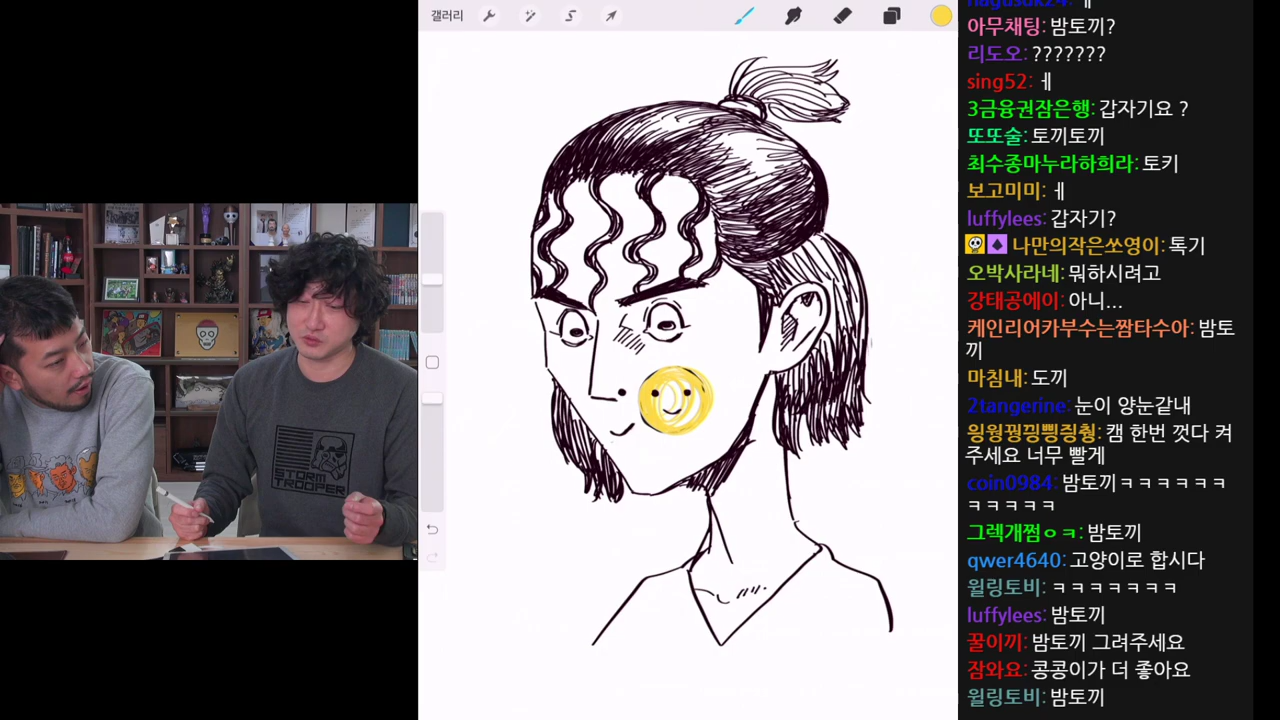 갤러리
STORM
TROOPER
아무채팅: 밤토끼?
리도오: ???????
sing52: ㅔ
3금융권잠은행: 갑자기요 ?
또또술: 토끼토끼
최수종마누라하희라: 토키
보고미미: ㅔ
luffylees: 갑자기?
나만의작은쏘영이: 톡기
오박사라네: 뭐하시려고
강태공에이: 아니...
케인리어카부수는짬타수아: 밤토
끼
마침내: 도끼
2tangerine: 눈이 양눈같내
캠 한번 껏다 켜
주세요 너무 빨게
coin0984: 밤토끼ㅋㅋㅋㅋㅋㅋ
ㅋㅋㅋㅋㅋ
그렉개쩜ㅇㅋ: 밤토끼
qwer4640: 고양이로 합시다
윌링토비: ㅋㅋㅋㅋㅋㅋㅋ
luffylees: 밤토끼
꿀이끼: 밤토끼 그려주세요
잠와요: 콩콩이가 더 좋아요
윌링토비: 밤토끼